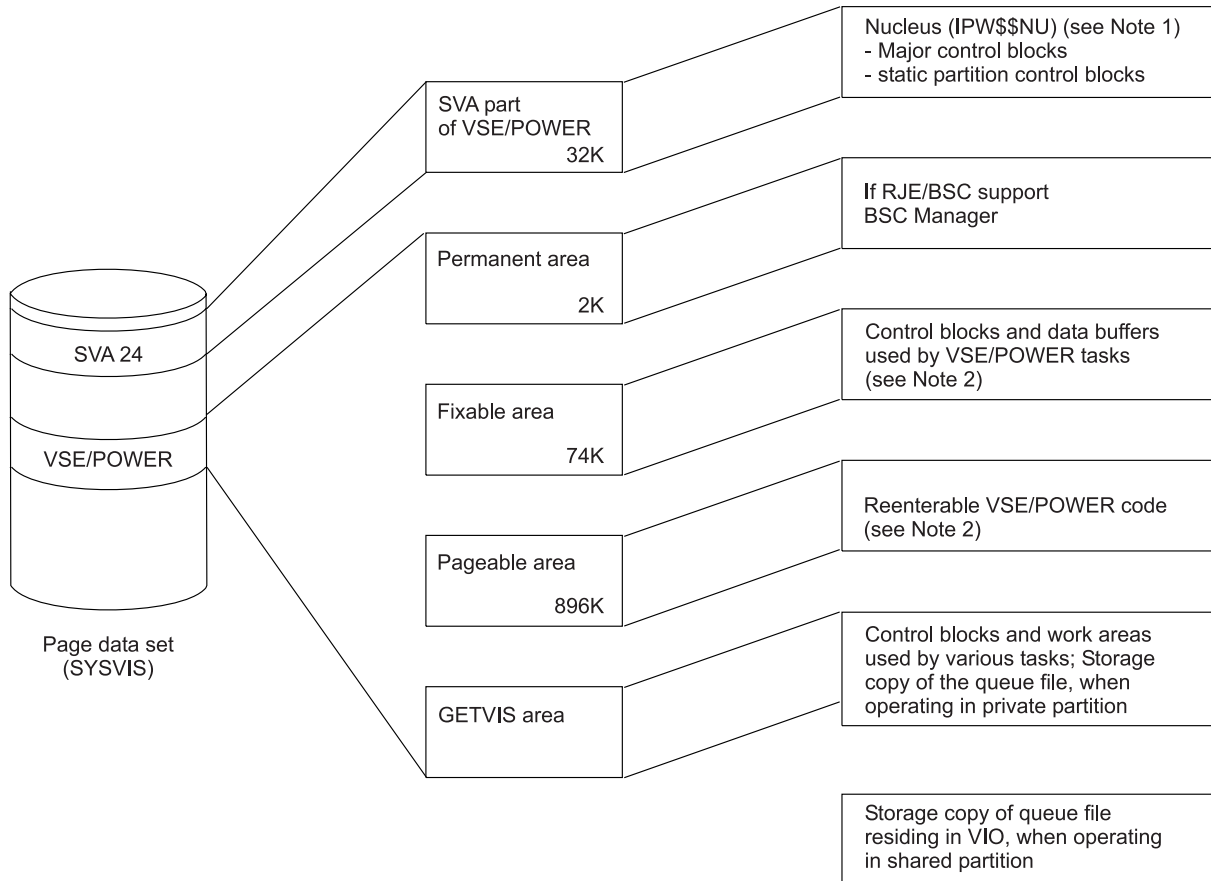 Nucleus (IPW$$NU) (see Note 1)
- Major control blocks
- static partition control blocks
SVA part
of VSE/POWER
32K
If RJE/BSC support
BSC Manager
Permanent area
2K
Control blocks and data buffers
used by VSE/POWER tasks
(see Note 2)
SVA 24
Fixable area
74K
VSE/POWER
Reenterable VSE/POWER code
(see Note 2)
Pageable area
896K
Page data set
(SYSVIS)
Control blocks and work areas
used by various tasks; Storage
copy of the queue file, when
operating in private partition
GETVIS area
Storage copy of queue file
residing in VIO, when operating
in shared partition